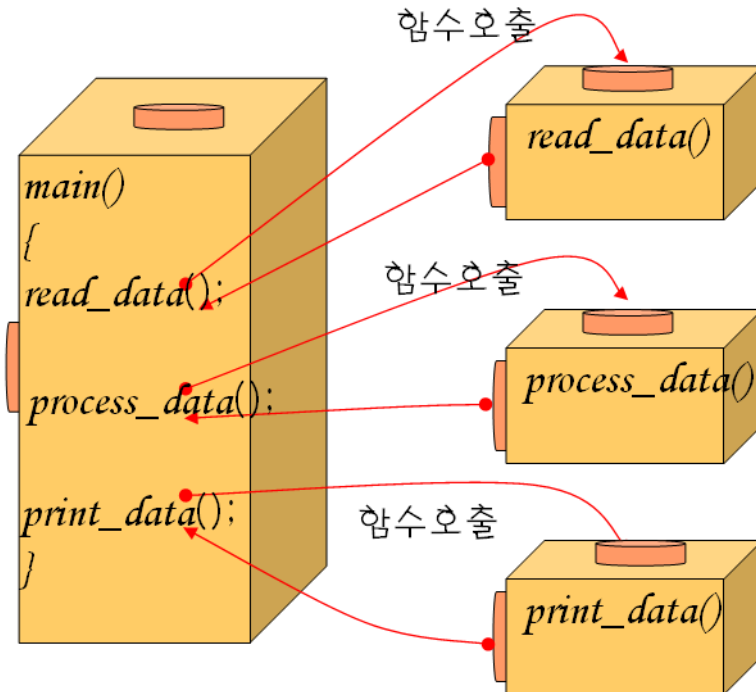 함수호출
read_data()
main()
{
read_data();
함수호출
process_data()
process_data();
print_data();
함수호출
}
print_data()